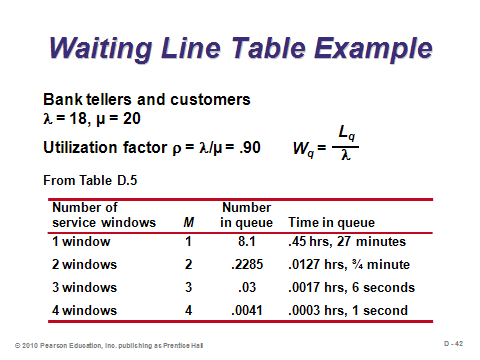 Waiting Line Table Example
Bank tellers and customers
λ = 18, µ = 20
Utilization factor ρ = λ/µ = .90 Wq = Lq / λ
From Table D.5
Number of service windows M Number in queue Time in queue
1 window 1 8.1 .45 hrs, 27 minutes
2 windows 2 .2285 .0127 hrs, ¾ minute
3 windows 3 .03 .0017 hrs, 6 seconds
4 windows 4 .0041 .0003 hrs, 1 second
© 2010 Pearson Education, Inc. publishing as Prentice Hall D - 42